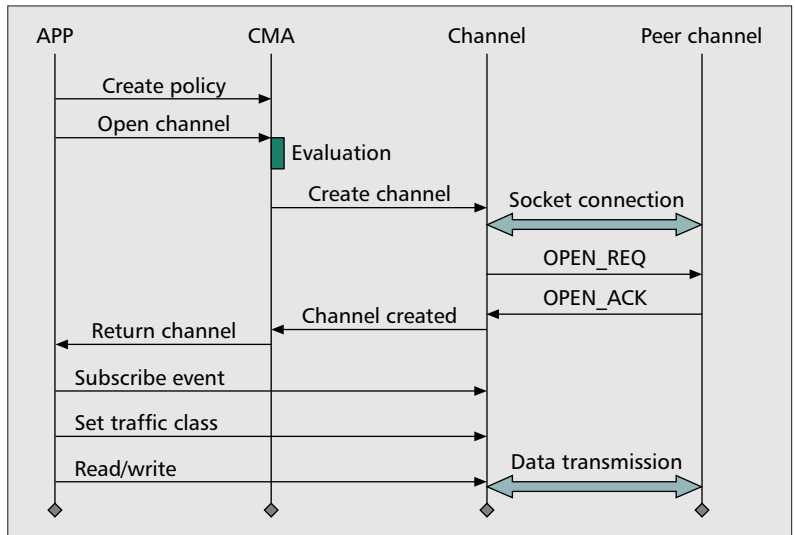 APP CMA Channel Peer channel
Create policy
Open channel
Evaluation
Create channel
Socket connection
OPEN_REQ
OPEN_ACK
Channel created
Return channel
Subscribe event
Set traffic class
Read/write
Data transmission